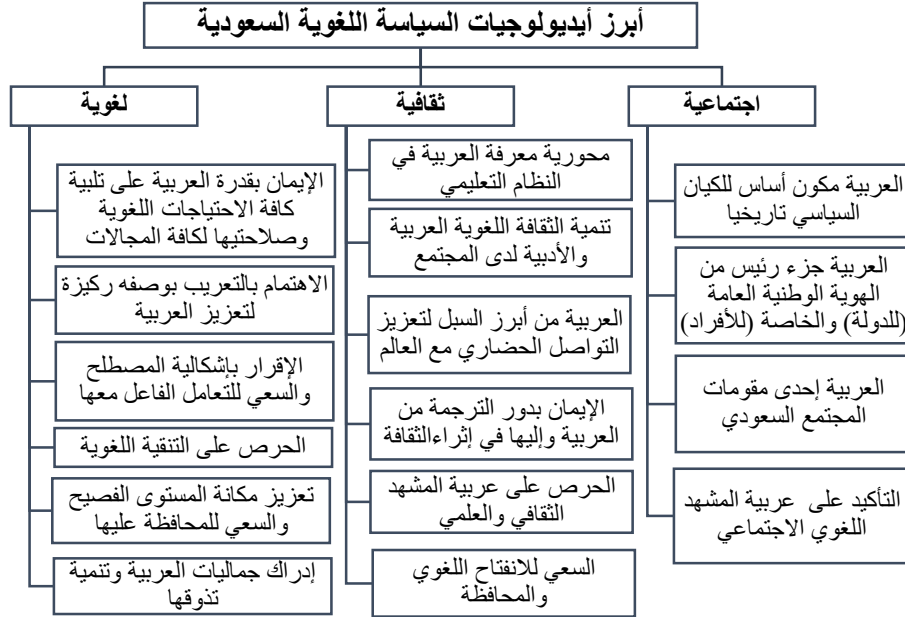 أبرز أيديولوجيات السياسة اللغوية السعودية
اجتماعية
العربية مكون أساس للكيان
السياسي تاريخيا
العربية جزء رئيس من
الهوية الوطنية العامة
(للدولة) والخاصة (للأفراد)
العربية إحدى مقومات
المجتمع السعودي
التأكيد على عربية المشهد
اللغوي الاجتماعي
ثقافية
محورية معرفة العربية في
النظام التعليمي
تنمية الثقافة اللغوية العربية
والأدبية لدى المجتمع
العربية من أبرز السبل لتعزيز
التواصل الحضاري مع العالم
الإيمان بدور الترجمة من
العربية وإليها في إثراءالثقافة
الحرص على عربية المشهد
الثقافي والعلمي
السعي للانفتاح اللغوي
والمحافظة
لغوية
الإيمان بقدرة العربية على تلبية
كافة الاحتياجات اللغوية
وصلاحتيها لكافة المجالات
الاهتمام بالتعريب بوصفه ركيزة
لتعزيز العربية
الإقرار بإشكالية المصطلح
والسعي للتعامل الفاعل معها
الحرص على التنقية اللغوية
تعزيز مكانة المستوى الفصيح
والسعي للمحافظة عليها
إدراك جماليات العربية وتنمية
تذوقها